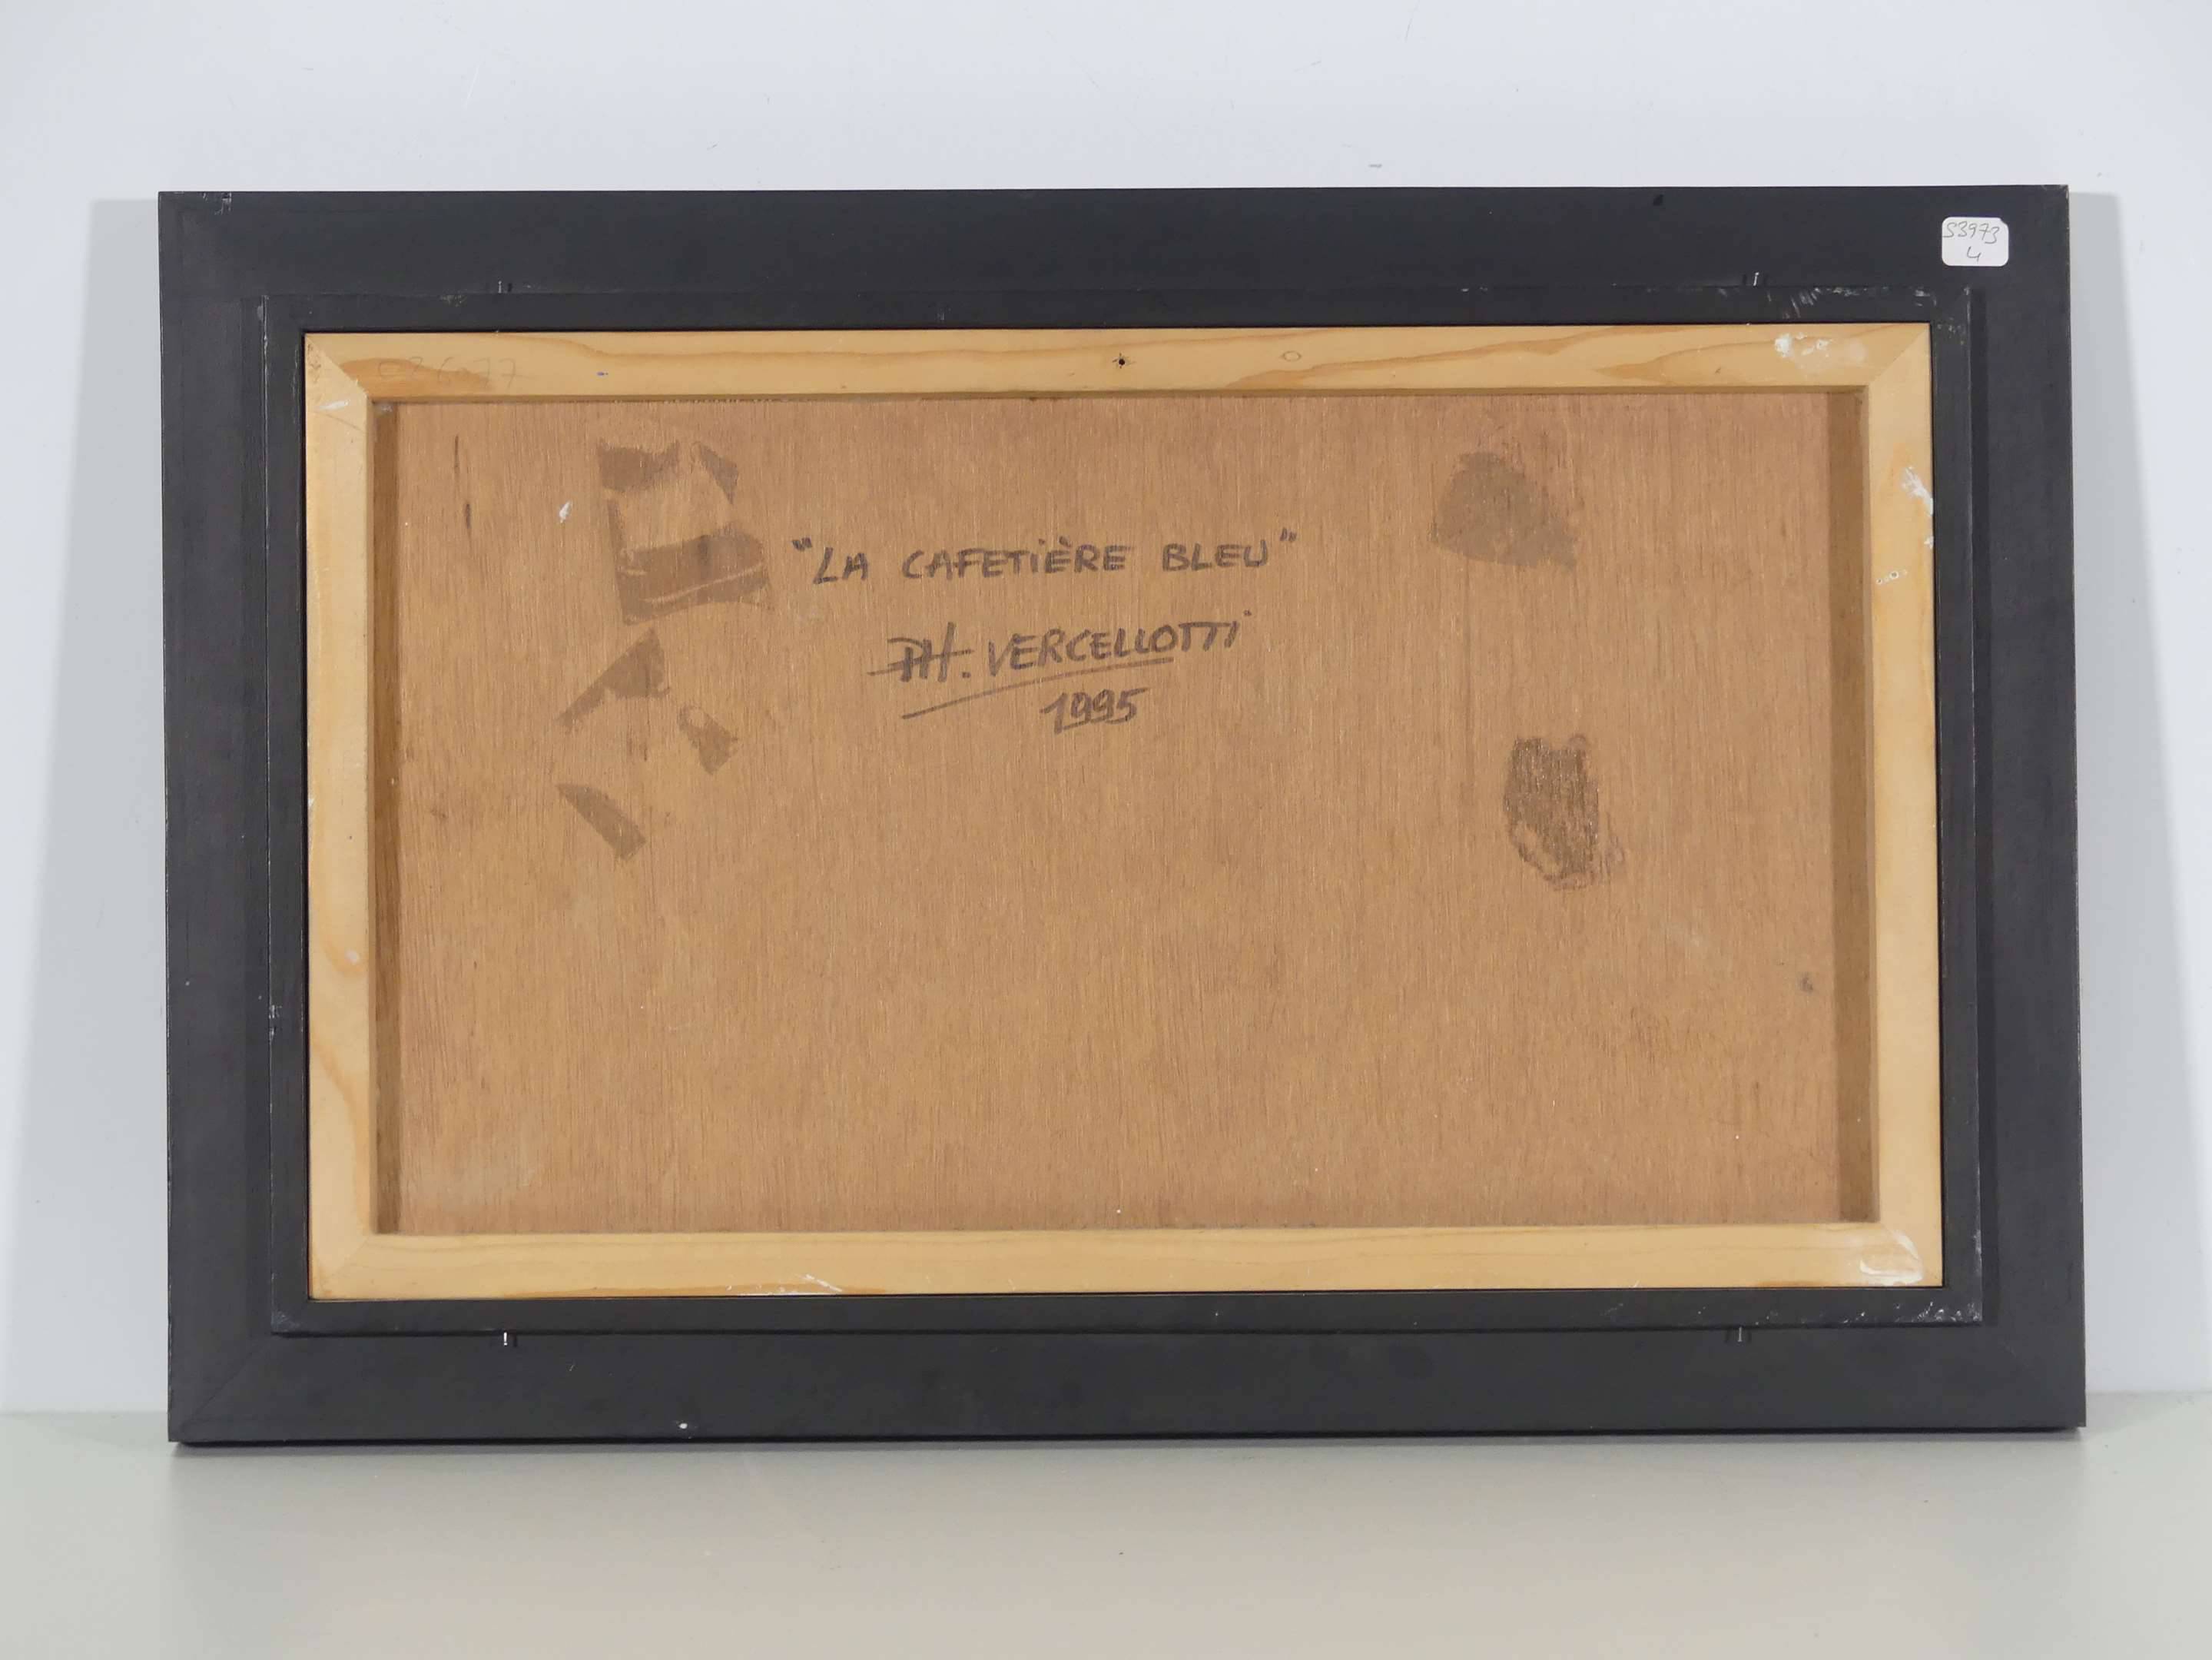 53973
4
"LA CAFETIÈRE BLEU"
PH. VERCELLOTTI
1995